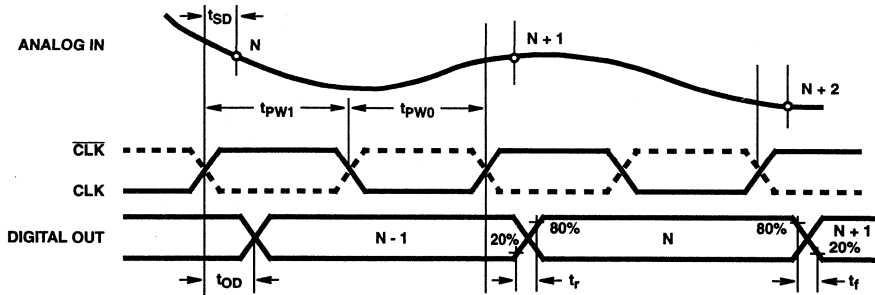 tSD
N
N + 1
ANALOG IN
N + 2
tPW1
tPW0
CLK
CLK
DIGITAL OUT
N - 1
20%
80%
N
80%
N + 1
20%
tOD
tr
tf